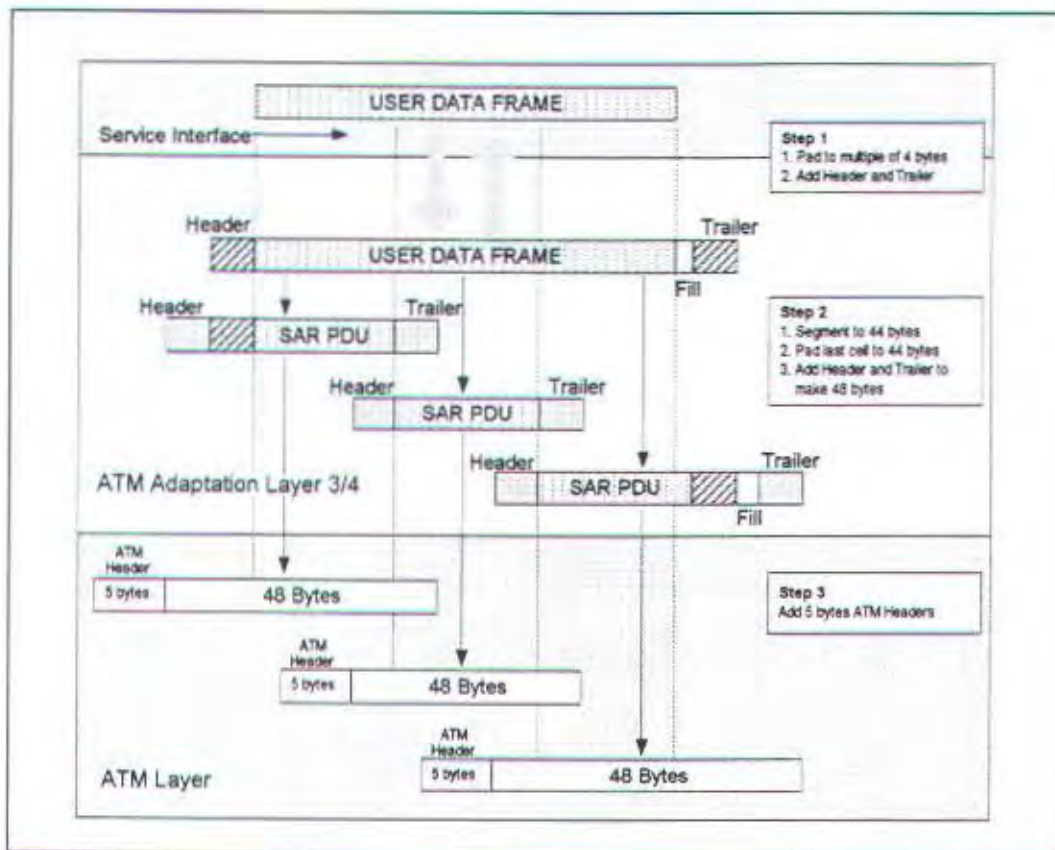 USER DATA FRAME
Service Interface
Step 1
1. Pad to multiple of 4 bytes
2. Add Header and Trailer
Header
Trailer
USER DATA FRAME
Fill
Header
Trailer
SAR PDU
Step 2
1. Segment to 44 bytes
2. Pad last cell to 44 bytes
3. Add Header and Trailer to
make 48 bytes
Header
Trailer
SAR PDU
Header
Trailer
SAR PDU
ATM Adaptation Layer 3/4
Fill
ATM
Header
5 bytes
48 Bytes
Step 3
Add 5 bytes ATM Headers
ATM
Header
5 bytes
48 Bytes
ATM
Header
5 bytes
48 Bytes
ATM Layer